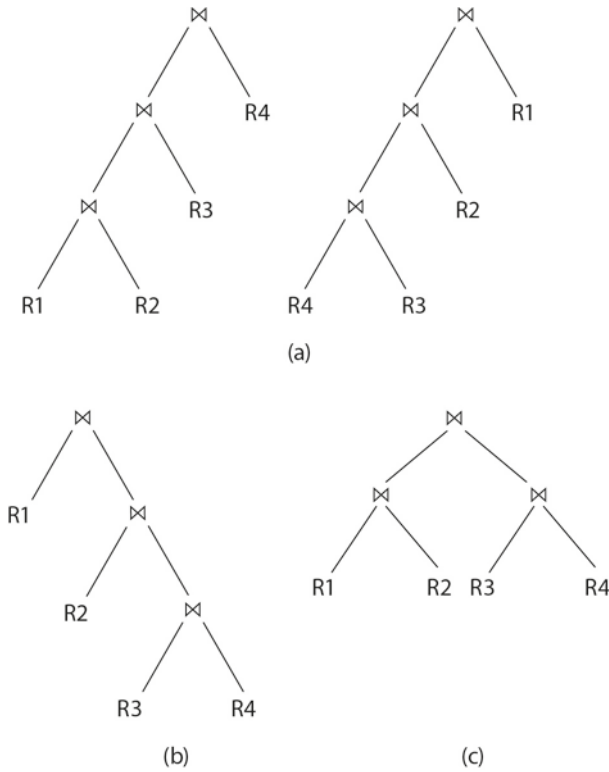 ⋈ ⋈
⋈ R4 ⋈ R1
⋈ R3 ⋈ R2
R1 R2 R4 R3
(a)
⋈ ⋈
R1 ⋈ ⋈ ⋈
R2 ⋈ R1 R2 R3 R4
R3 R4
(b) (c)